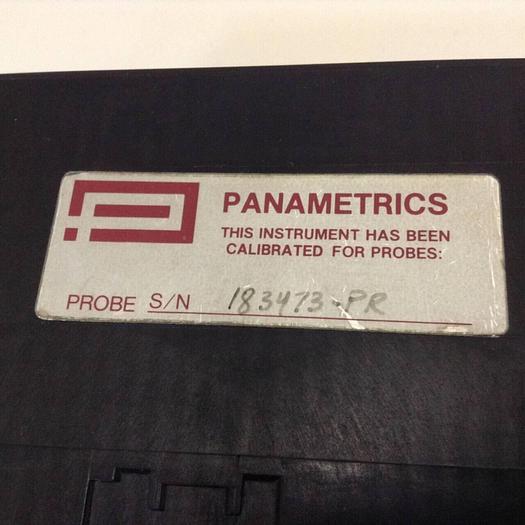 PANAMETRICS
THIS INSTRUMENT HAS BEEN
CALIBRATED FOR PROBES:
PROBE S/N 183473-PR